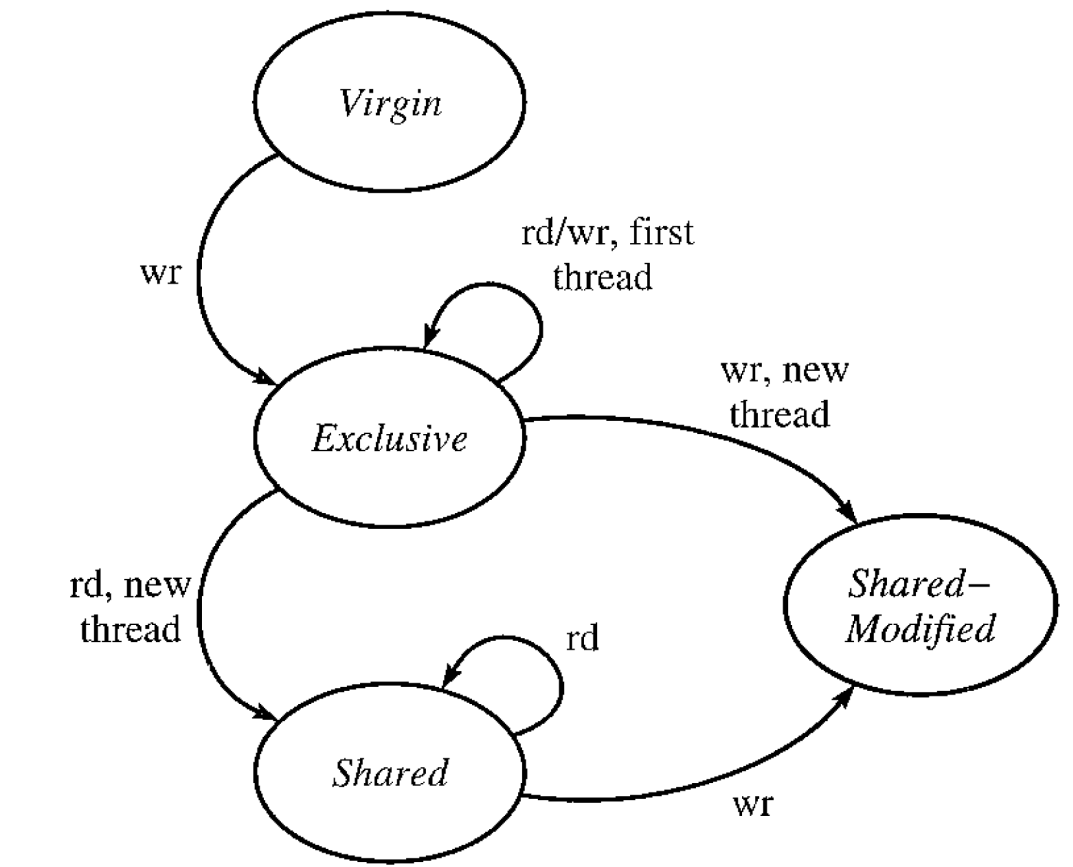 Virgin
rd/wr, first
thread
wr
wr, new
thread
Exclusive
rd, new
thread
Shared–
Modified
rd
Shared
wr